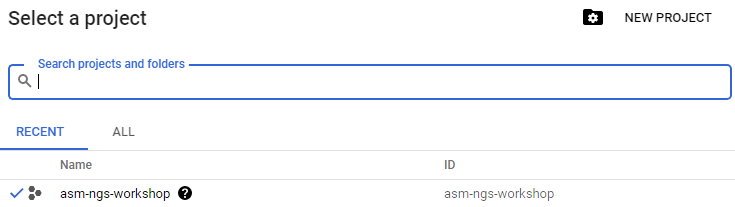 Select a project
NEW PROJECT
Search projects and folders
RECENT
ALL
Name
ID
asm-ngs-workshop ?
asm-ngs-workshop